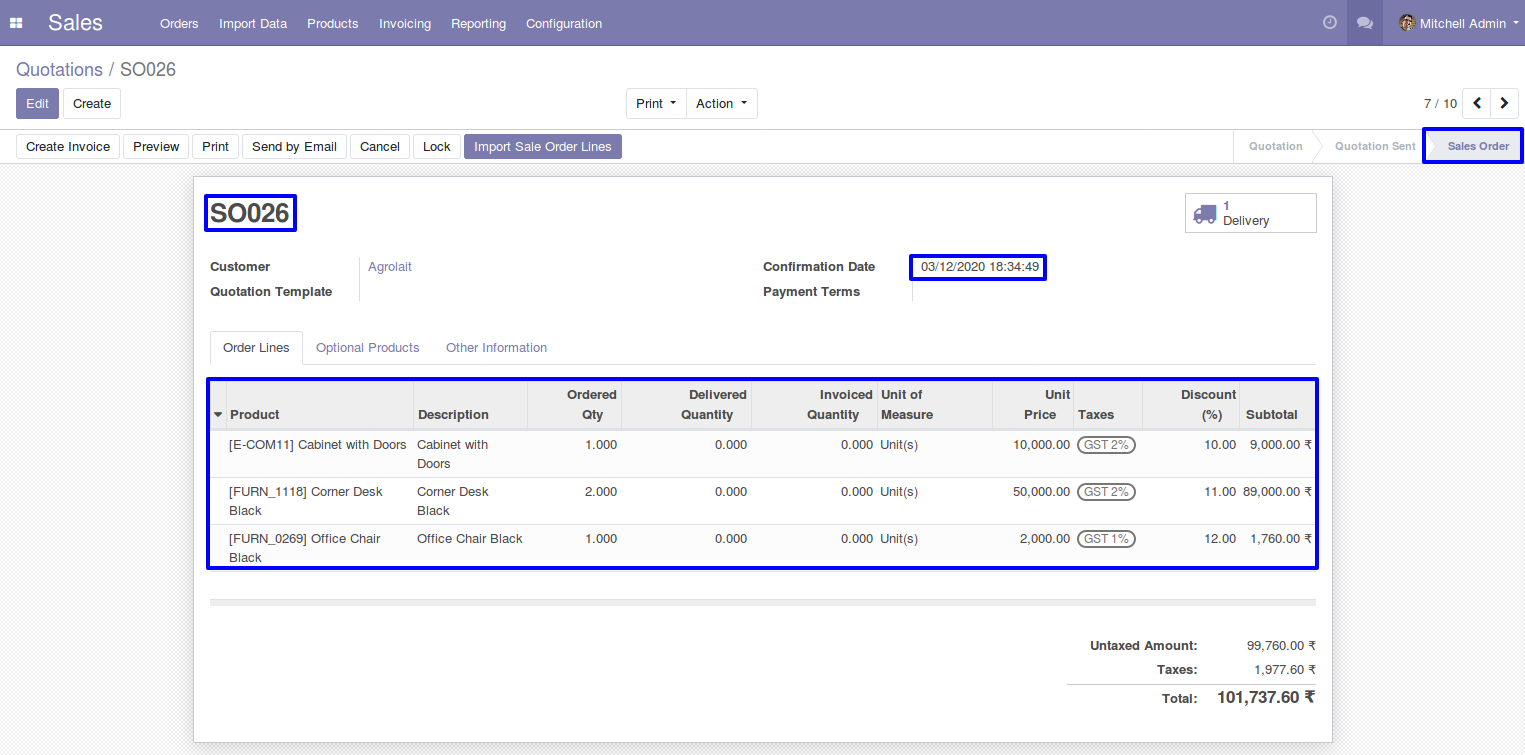 Sales Orders Import Data Products Invoicing Reporting Configuration Mitchell Admin
Quotations / SO026
Edit Create Print Action 7 / 10
Create Invoice Preview Print Send by Email Cancel Lock Import Sale Order Lines Quotation Quotation Sent Sales Order
SO026
1
Delivery
Customer Agrolait Confirmation Date 03/12/2020 18:34:49
Quotation Template Payment Terms
Order Lines Optional Products Other Information
Product Description Ordered Qty Delivered Quantity Invoiced Quantity Unit of Measure Unit Price Taxes Discount (%) Subtotal
[E-COM11] Cabinet with Doors Cabinet with 1.000 0.000 0.000 Unit(s) 10,000.00 GST 2% 10.00 9,000.00 ₹
Doors
[FURN_1118] Corner Desk Corner Desk 2.000 0.000 0.000 Unit(s) 50,000.00 GST 2% 11.00 89,000.00 ₹
Black Black
[FURN_0269] Office Chair Office Chair Black 1.000 0.000 0.000 Unit(s) 2,000.00 GST 1% 12.00 1,760.00 ₹
Black
Untaxed Amount: 99,760.00 ₹
Taxes: 1,977.60 ₹
Total: 101,737.60 ₹